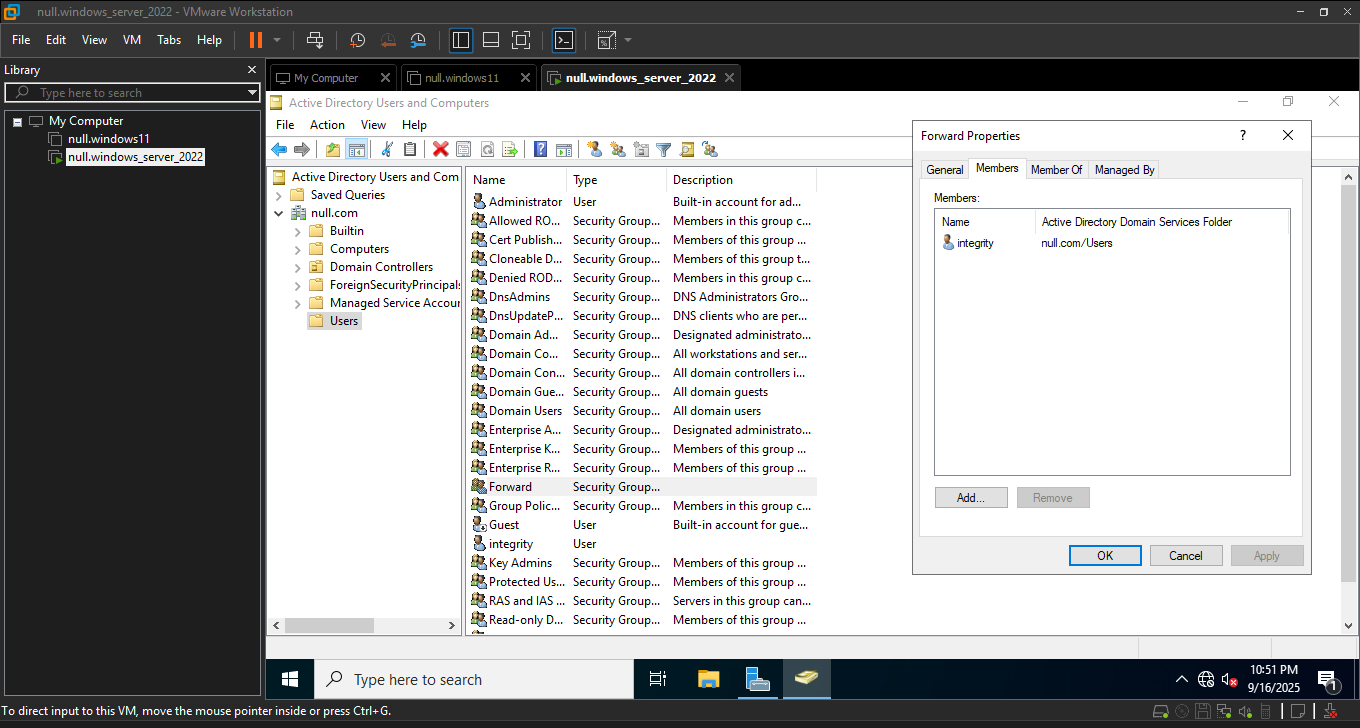 null.windows_server_2022 - VMware Workstation
File Edit View VM Tabs Help
Library
Type here to search
My Computer
null.windows11
null.windows_server_2022
My Computer null.windows11 null.windows_server_2022
Active Directory Users and Computers
File Action View Help
Active Directory Users and Com
Saved Queries
null.com
Builtin
Computers
Domain Controllers
ForeignSecurityPrincipals
Managed Service Accour
Users
Name Type Description
Administrator User Built-in account for ad...
Allowed RO... Security Group... Members in this group c...
Cert Publish... Security Group... Members of this group ...
Cloneable D... Security Group... Members of this group t...
Denied ROD... Security Group... Members in this group c...
DnsAdmins Security Group... DNS Administrators Gro...
DnsUpdateP... Security Group... DNS clients who are per...
Domain Ad... Security Group... Designated administrato...
Domain Co... Security Group... All workstations and ser...
Domain Con... Security Group... All domain controllers i...
Domain Gue... Security Group... All domain guests
Domain Users Security Group... All domain users
Enterprise A... Security Group... Designated administrato...
Enterprise K... Security Group... Members of this group ...
Enterprise R... Security Group... Members of this group ...
Forward Security Group...
Group Polic... Security Group... Members in this group c...
Guest User Built-in account for gue...
integrity User
Key Admins Security Group... Members of this group ...
Protected Us... Security Group... Members of this group ...
RAS and IAS ... Security Group... Servers in this group can...
Read-only D... Security Group... Members of this group ...
Forward Properties ?
General Members Member Of Managed By
Members:
Name Active Directory Domain Services Folder
integrity null.com/Users
Add... Remove
OK Cancel Apply
Type here to search
10:51 PM
9/16/2025
1
To direct input to this VM, move the mouse pointer inside or press Ctrl+G.